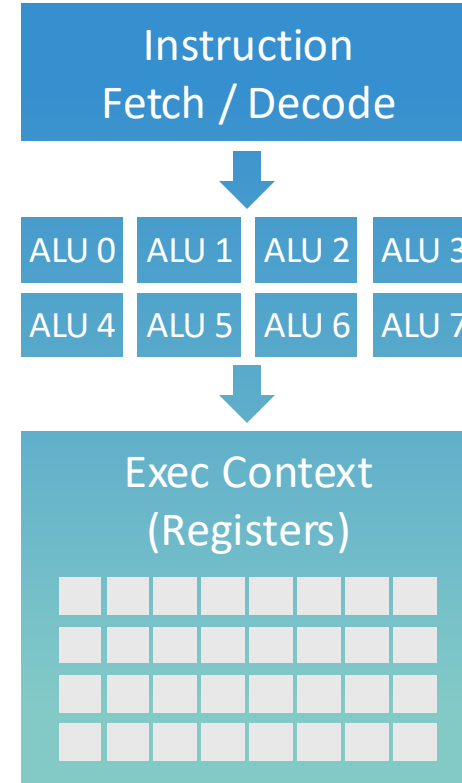 Instruction
Fetch / Decode
ALU 0 ALU 1 ALU 2 ALU 3
ALU 4 ALU 5 ALU 6 ALU 7
Exec Context
(Registers)